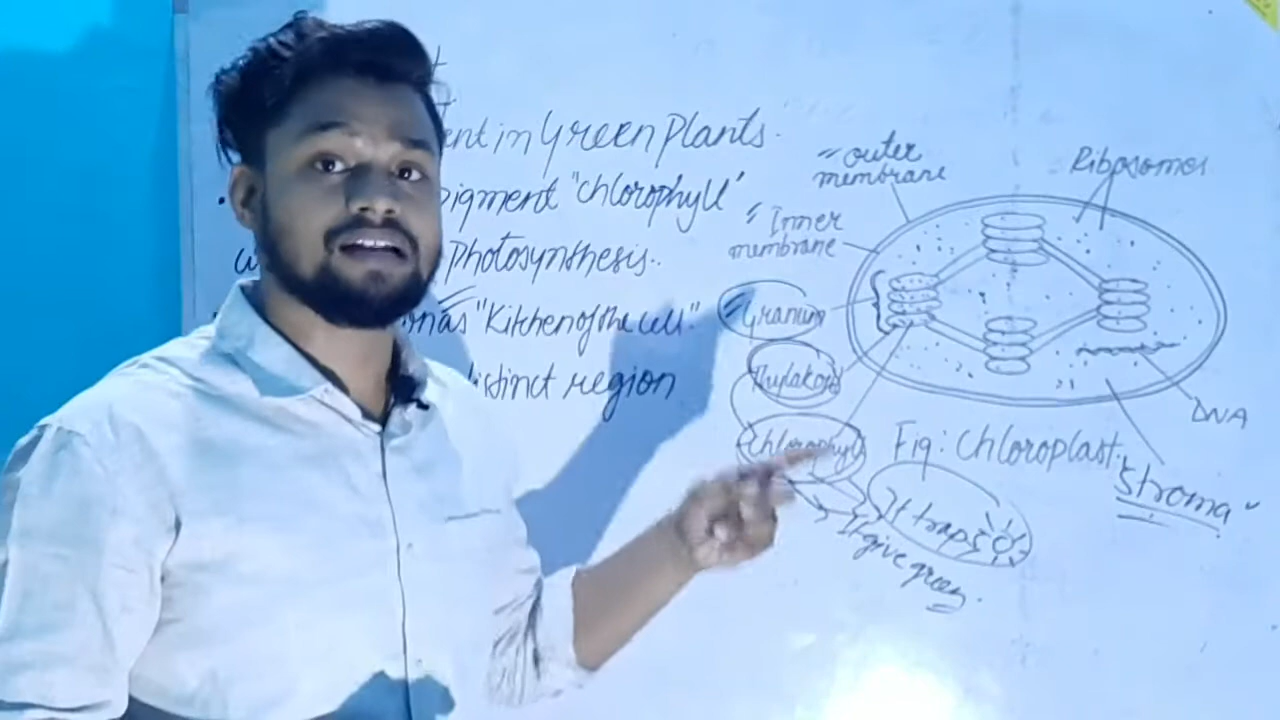 in Green Plants.
pigment "chlorophyll"
Photosynthesis..
as "Kitchen of the cell."
distinct region
outer
membrane
Inner
membrane
Granum
Thylakoid
Chlorophyll
Ribosomes
DNA
"Stroma"
Fig: Chloroplast.
It traps
It give green.